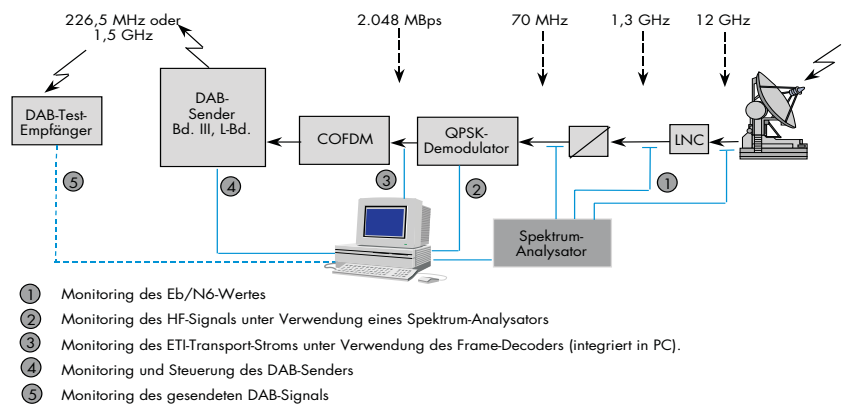 226,5 MHz oder
1,5 GHz
2.048 MBps
70 MHz
1,3 GHz
12 GHz
DAB-Test-
Empfänger
DAB-
Sender
Bd. III, L-Bd.
COFDM
QPSK-
Demodulator
LNC
5
4
3
2
1
Spektrum-
Analysator
1 Monitoring des Eb/N6-Wertes
2 Monitoring des HF-Signals unter Verwendung eines Spektrum-Analysators
3 Monitoring des ETI-Transport-Stroms unter Verwendung des Frame-Decoders (integriert in PC).
4 Monitoring und Steuerung des DAB-Senders
5 Monitoring des gesendeten DAB-Signals